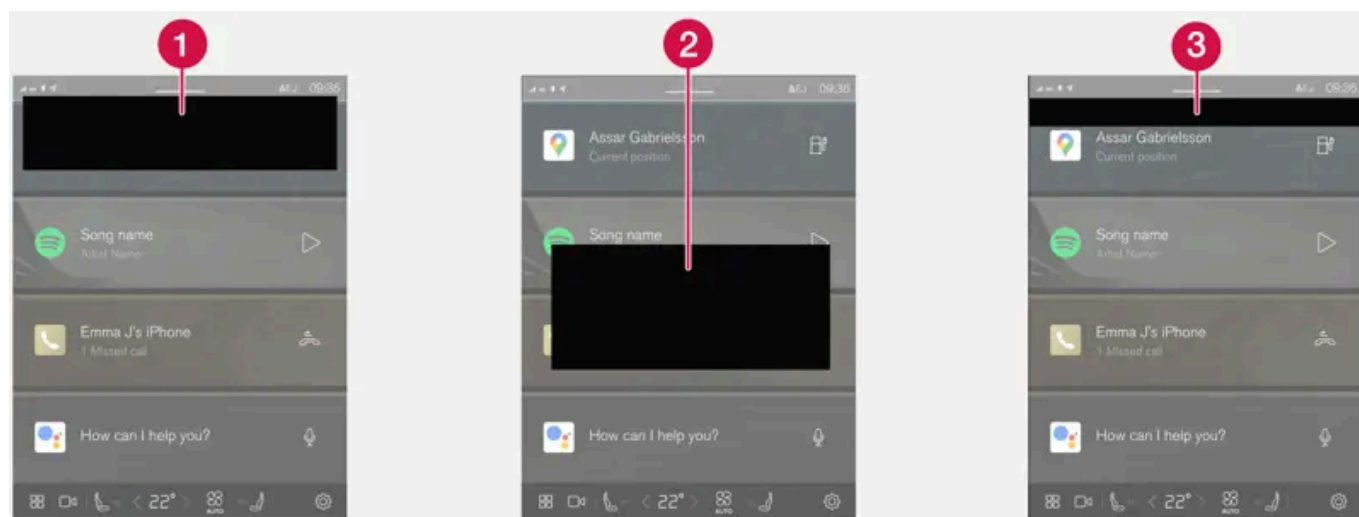 1
2
3
09:36
09:36
09:36
Assar Gabrielsson
Current position
Assar Gabrielsson
Current position
Song name
Artist Name
Song name
Song name
Artist Name
Emma J's iPhone
1 Missed call
Emma J's iPhone
1 Missed call
How can I help you?
How can I help you?
How can I help you?
22°
AUTO
22°
AUTO
22°
AUTO